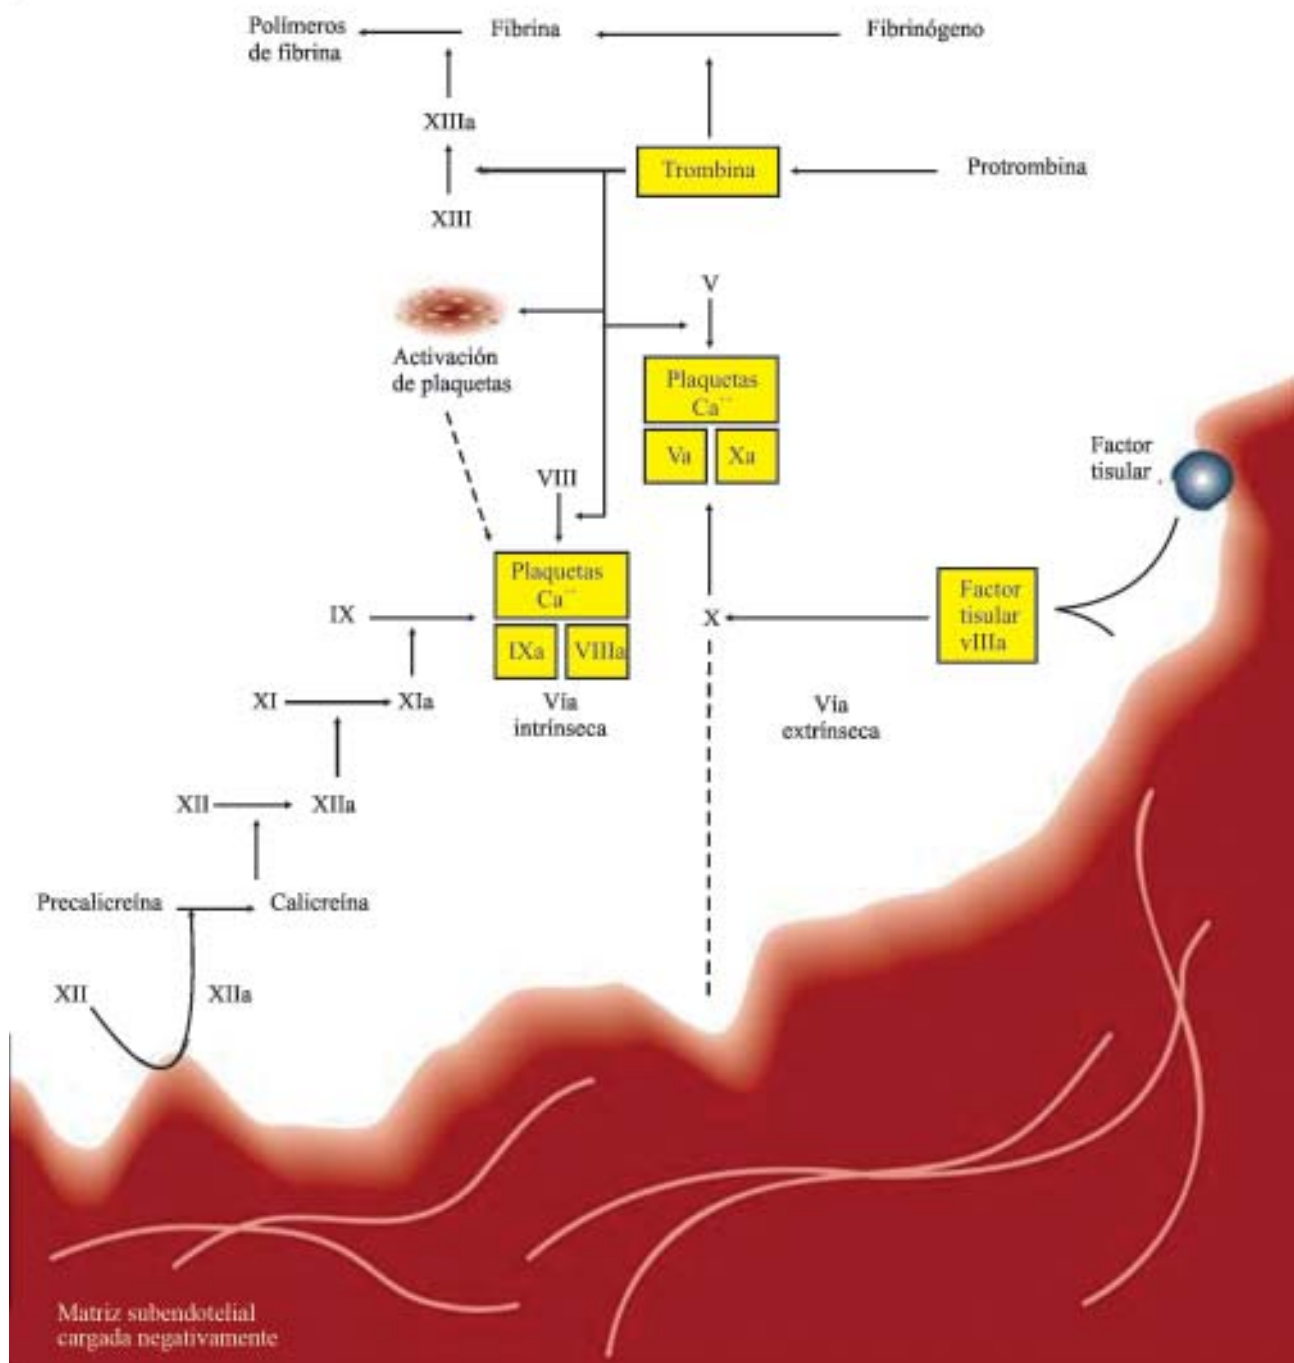 Polímeros
de fibrina
Fibrina
Fibrinógeno
XIIIa
Trombina
Protrombina
XIII
V
Activación
de plaquetas
Plaquetas
Ca++
Va
Xa
Factor
tisular
VIII
Plaquetas
Ca++
IXa
VIIIa
IX
X
Factor
tisular
vIIIa
XI
XIa
Vía
intrínseca
Vía
extrínseca
XII
XIIa
Precalicreína
Calicreína
XII
XIIa
Matriz subendotelial
cargada negativamente